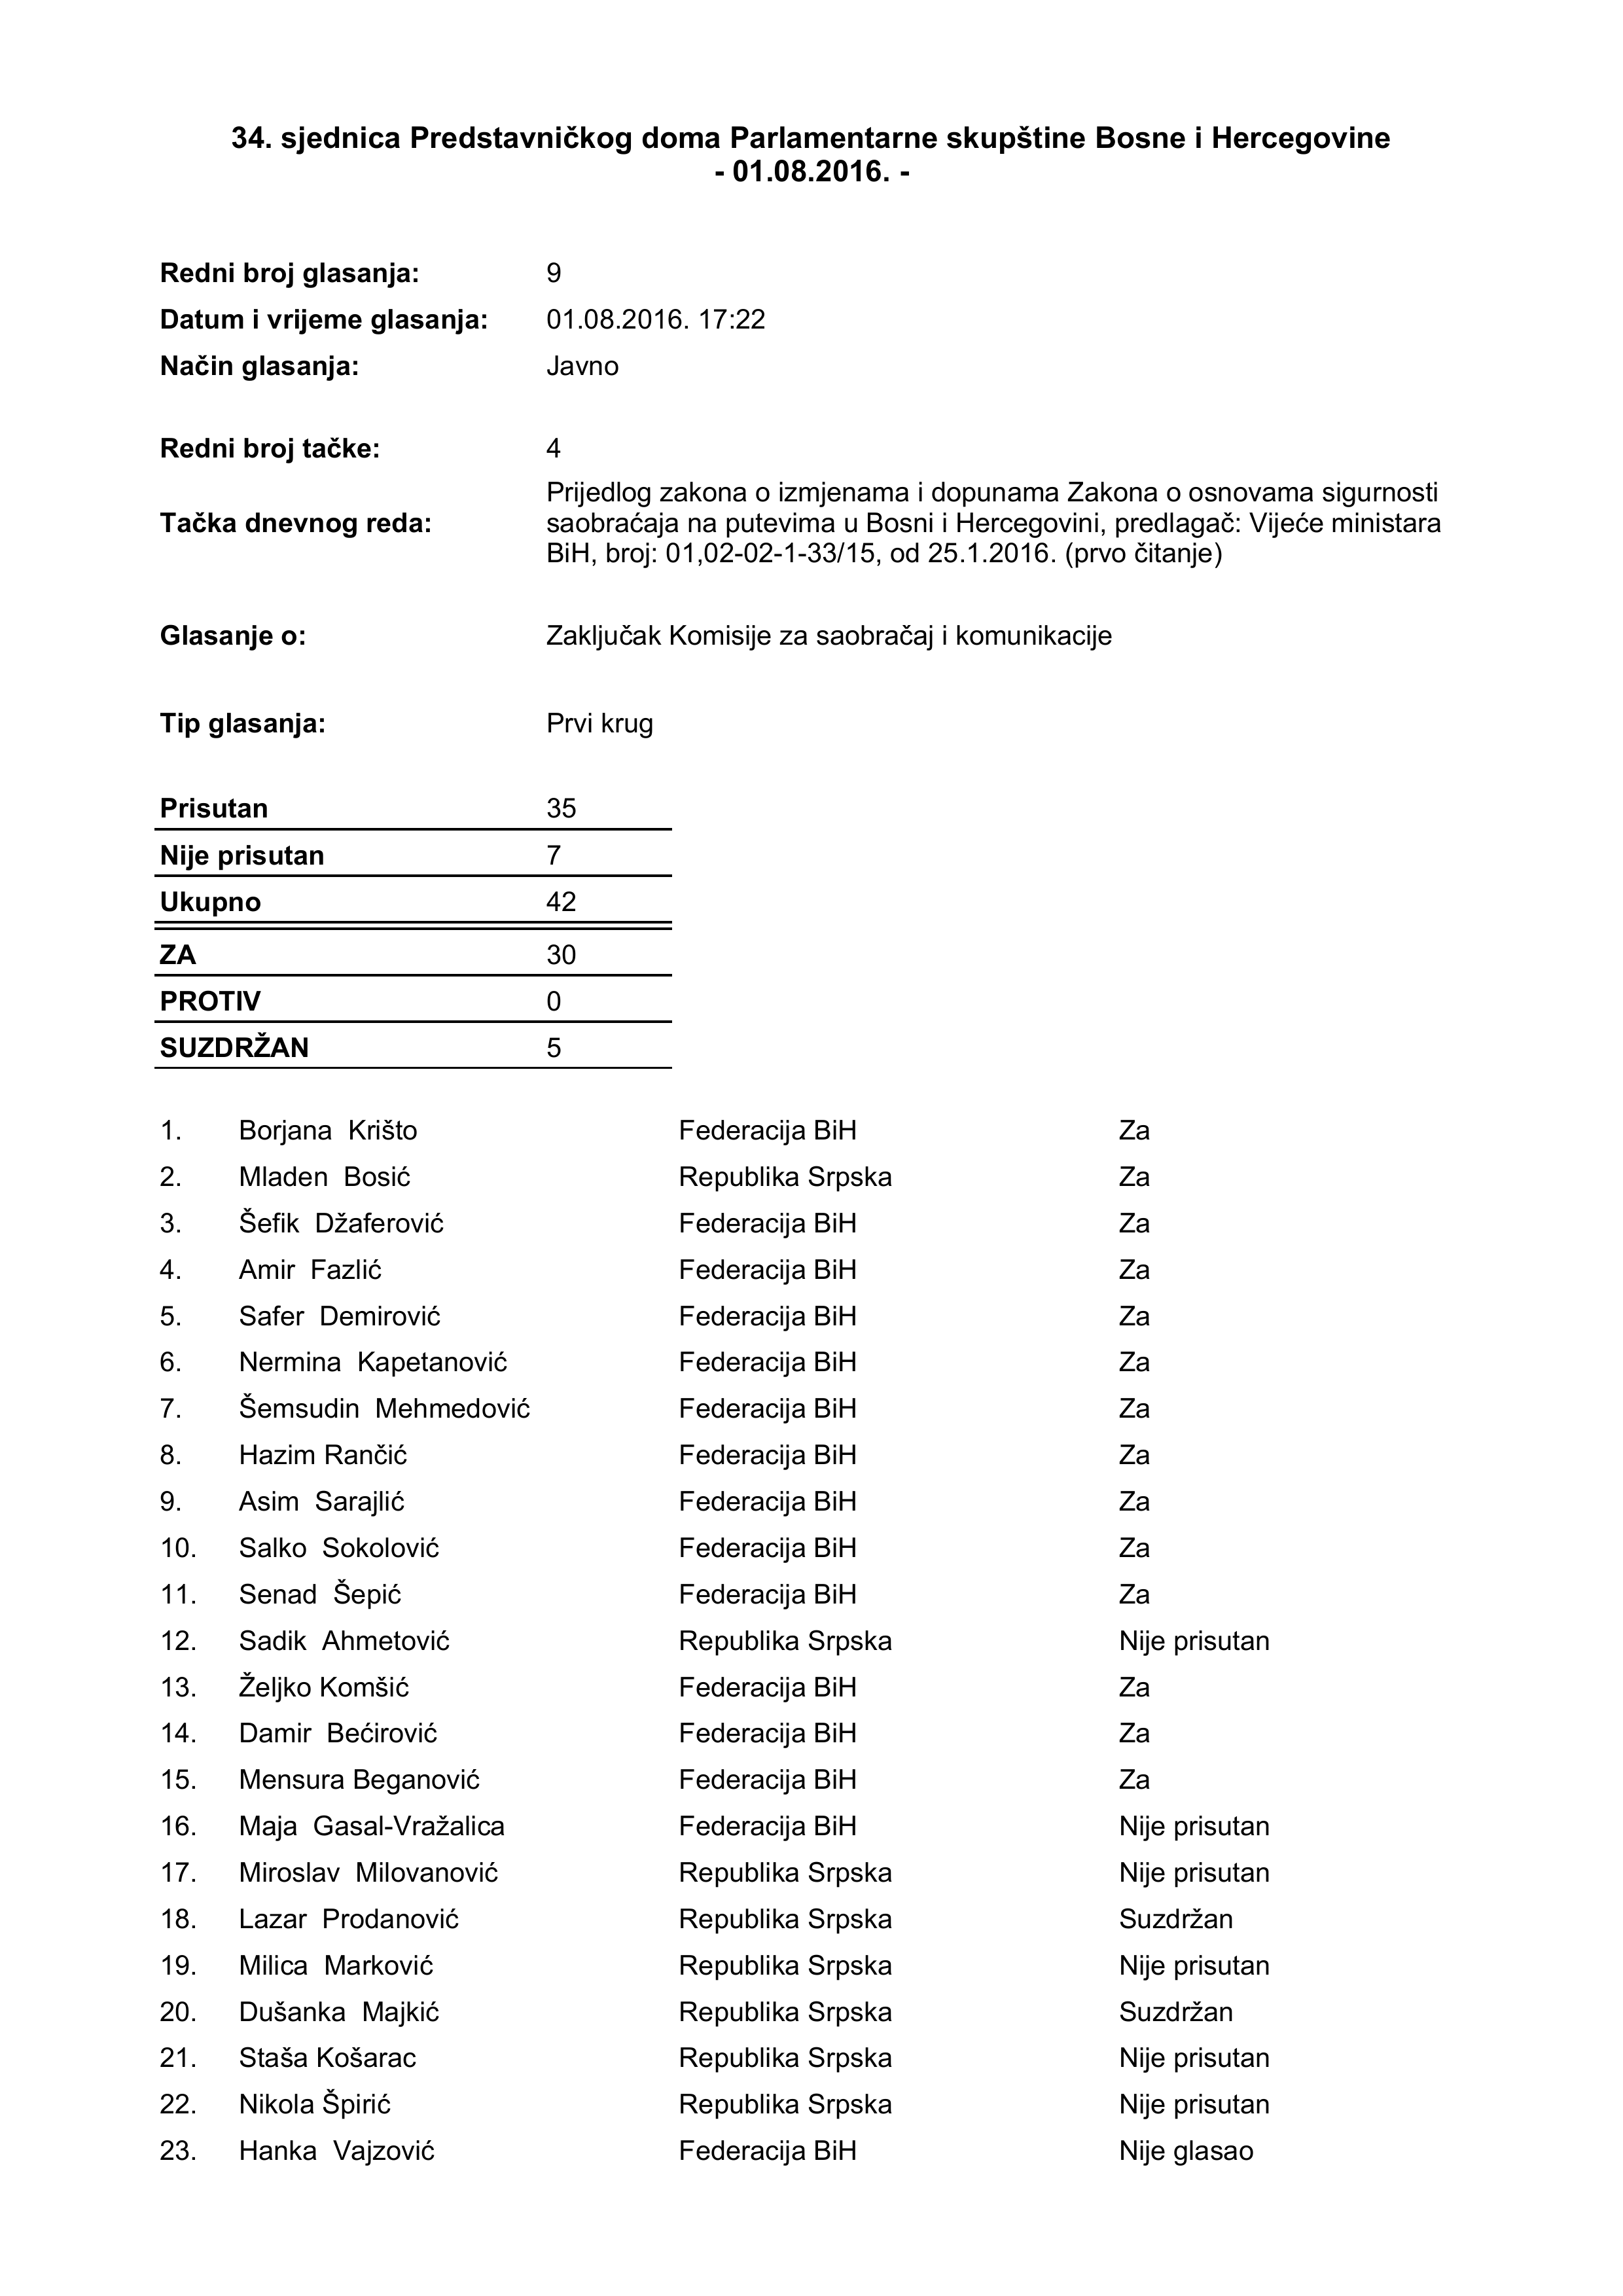 34. sjednica Predstavničkog doma Parlamentarne skupštine Bosne i Hercegovine
- 01.08.2016. -
Redni broj glasanja: 9
Datum i vrijeme glasanja: 01.08.2016. 17:22
Način glasanja: Javno
Redni broj tačke: 4
Tačka dnevnog reda: Prijedlog zakona o izmjenama i dopunama Zakona o osnovama sigurnosti
saobraćaja na putevima u Bosni i Hercegovini, predlagač: Vijeće ministara
BiH, broj: 01,02-02-1-33/15, od 25.1.2016. (prvo čitanje)
Glasanje o: Zaključak Komisije za saobračaj i komunikacije
Tip glasanja: Prvi krug
Prisutan 35
Nije prisutan 7
Ukupno 42
ZA 30
PROTIV 0
SUZDRŽAN 5
1. Borjana Krišto Federacija BiH Za
2. Mladen Bosić Republika Srpska Za
3. Šefik Džaferović Federacija BiH Za
4. Amir Fazlić Federacija BiH Za
5. Safer Demirović Federacija BiH Za
6. Nermina Kapetanović Federacija BiH Za
7. Šemsudin Mehmedović Federacija BiH Za
8. Hazim Rančić Federacija BiH Za
9. Asim Sarajlić Federacija BiH Za
10. Salko Sokolović Federacija BiH Za
11. Senad Šepić Federacija BiH Za
12. Sadik Ahmetović Republika Srpska Nije prisutan
13. Željko Komšić Federacija BiH Za
14. Damir Bećirović Federacija BiH Za
15. Mensura Beganović Federacija BiH Za
16. Maja Gasal-Vražalica Federacija BiH Nije prisutan
17. Miroslav Milovanović Republika Srpska Nije prisutan
18. Lazar Prodanović Republika Srpska Suzdržan
19. Milica Marković Republika Srpska Nije prisutan
20. Dušanka Majkić Republika Srpska Suzdržan
21. Staša Košarac Republika Srpska Nije prisutan
22. Nikola Špirić Republika Srpska Nije prisutan
23. Hanka Vajzović Federacija BiH Nije glasao